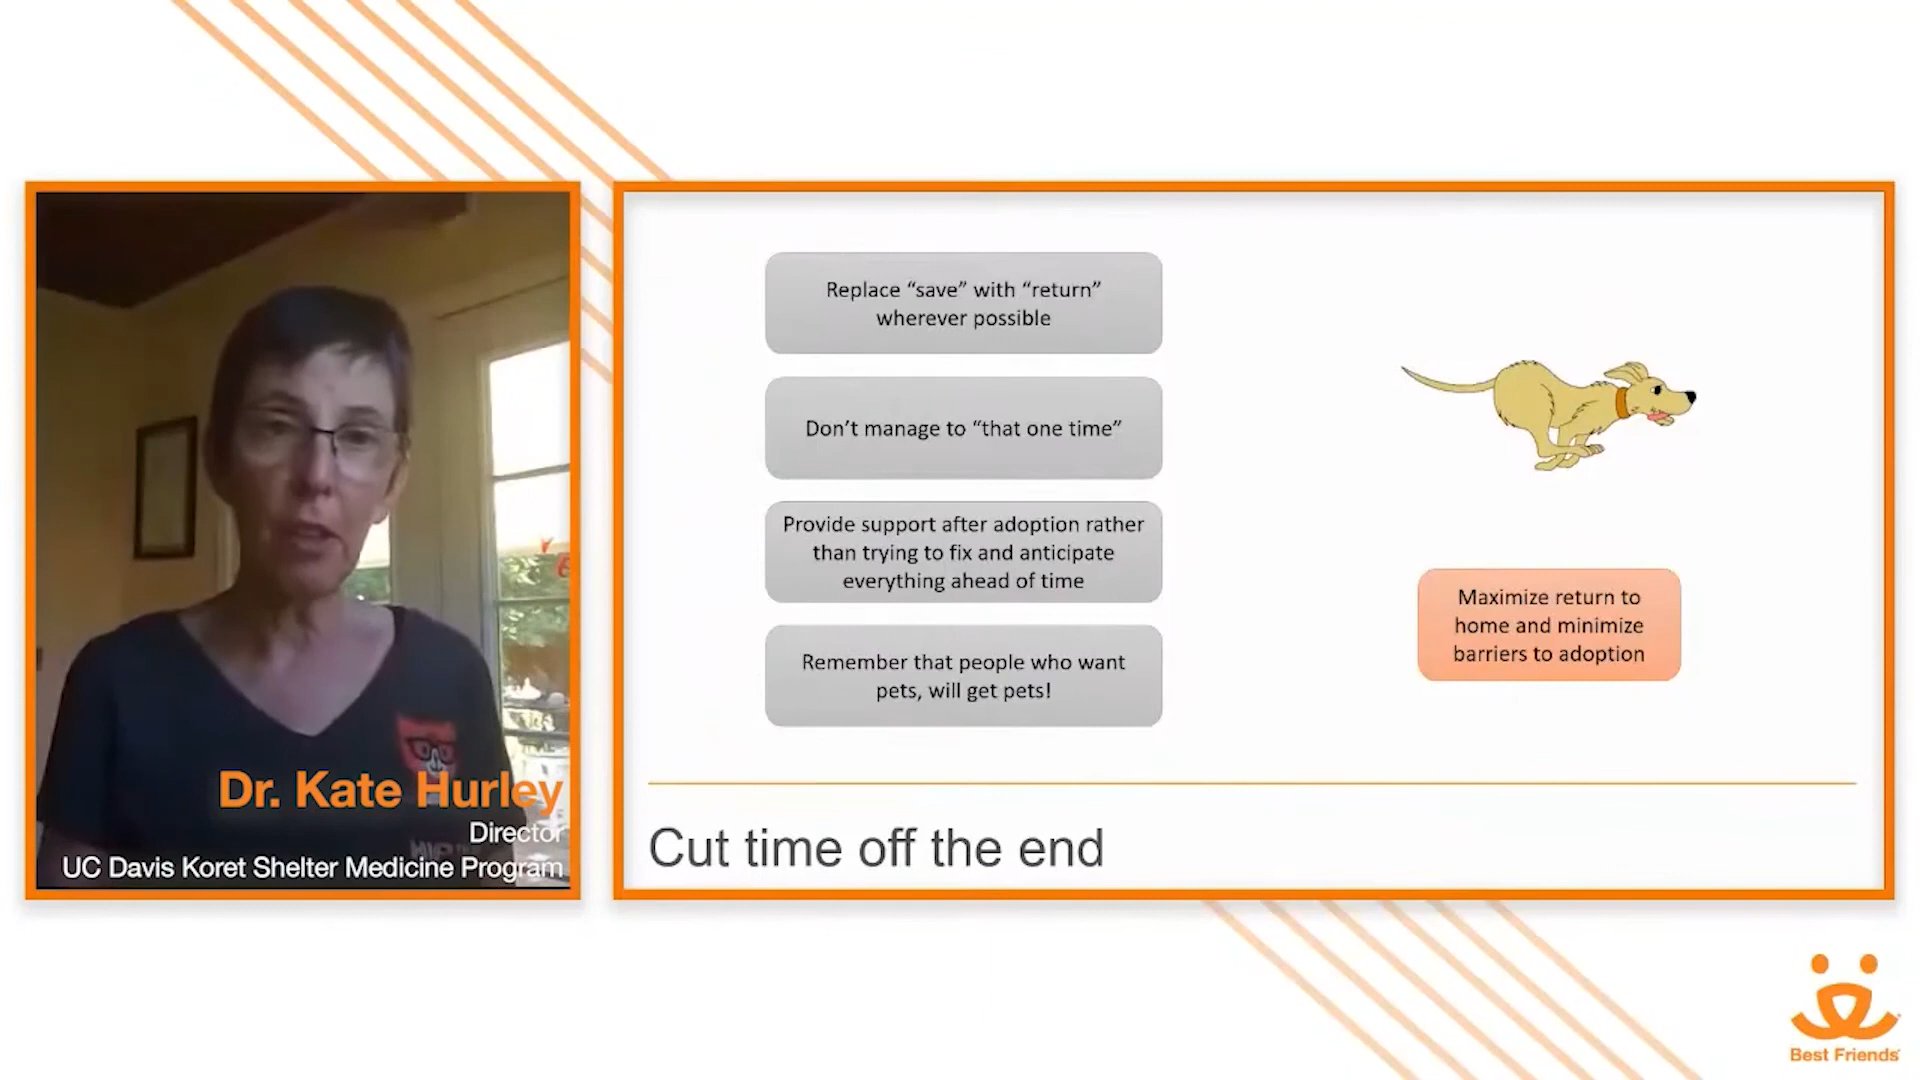 Dr. Kate Hurley
Director
UC Davis Koret Shelter Medicine Program
Replace “save” with “return”
wherever possible
Don’t manage to “that one time”
Provide support after adoption rather
than trying to fix and anticipate
everything ahead of time
Remember that people who want
pets, will get pets!
Maximize return to
home and minimize
barriers to adoption
Cut time off the end
Best Friends